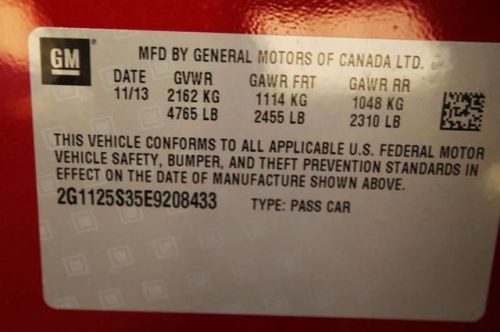 GM
MFD BY GENERAL MOTORS OF CANADA LTD.
DATE GVWR GAWR FRT GAWR RR
11/13 2162 KG 1114 KG 1048 KG
4765 LB 2455 LB 2310 LB
THIS VEHICLE CONFORMS TO ALL APPLICABLE U.S. FEDERAL MOTOR
VEHICLE SAFETY, BUMPER, AND THEFT PREVENTION STANDARDS IN
EFFECT ON THE DATE OF MANUFACTURE SHOWN ABOVE.
2G1125S35E9208433 TYPE: PASS CAR